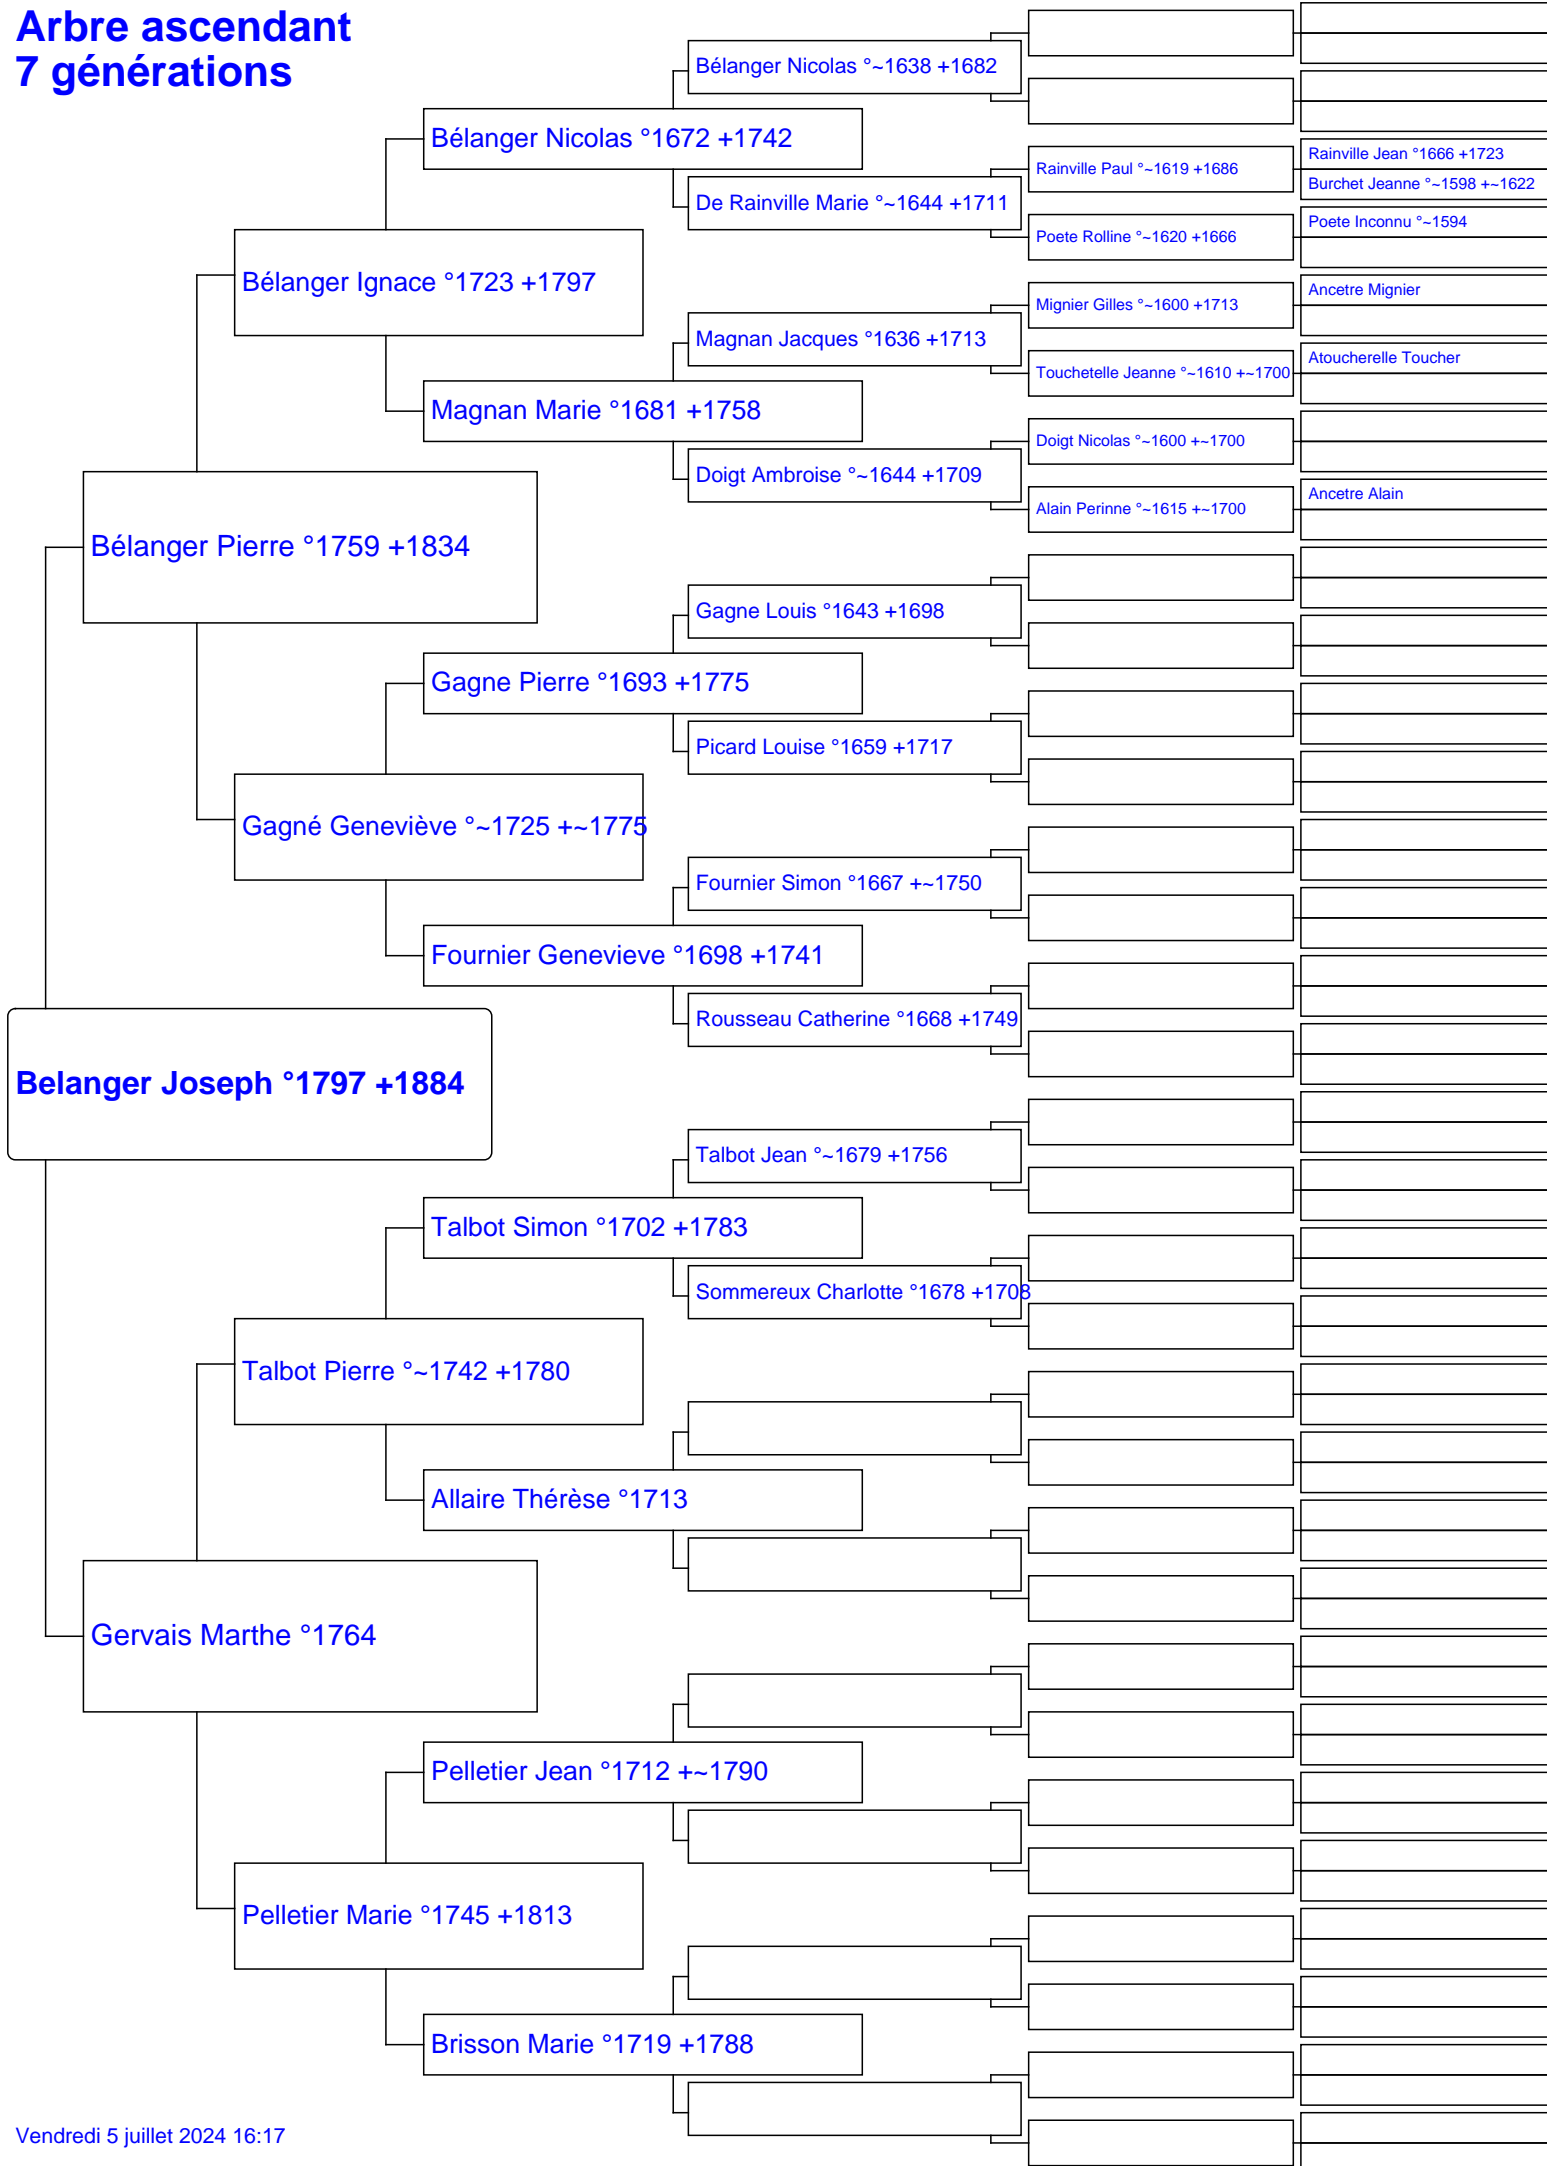 Arbre ascendant
7 générations
Bélanger Nicolas °~1638 +1682
Bélanger Nicolas °1672 +1742
Rainville Jean °1666 +1723
Rainville Paul °~1619 +1686
Burchet Jeanne °~1598 +~1622
De Rainville Marie °~1644 +1711
Poete Inconnu °~1594
Poete Rolline °~1620 +1666
Bélanger Ignace °1723 +1797
Ancetre Mignier
Mignier Gilles °~1600 +1713
Magnan Jacques °1636 +1713
Atoucherelle Toucher
Touchetelle Jeanne °~1610 +~1700
Magnan Marie °1681 +1758
Doigt Nicolas °~1600 +~1700
Doigt Ambroise °~1644 +1709
Ancetre Alain
Alain Perinne °~1615 +~1700
Bélanger Pierre °1759 +1834
Gagne Louis °1643 +1698
Gagne Pierre °1693 +1775
Picard Louise °1659 +1717
Gagné Geneviève °~1725 +~1775
Fournier Simon °1667 +~1750
Fournier Genevieve °1698 +1741
Rousseau Catherine °1668 +1749
Belanger Joseph °1797 +1884
Talbot Jean °~1679 +1756
Talbot Simon °1702 +1783
Sommereux Charlotte °1678 +1708
Talbot Pierre °~1742 +1780
Allaire Thérèse °1713
Gervais Marthe °1764
Pelletier Jean °1712 +~1790
Pelletier Marie °1745 +1813
Brisson Marie °1719 +1788
Vendredi 5 juillet 2024 16:17